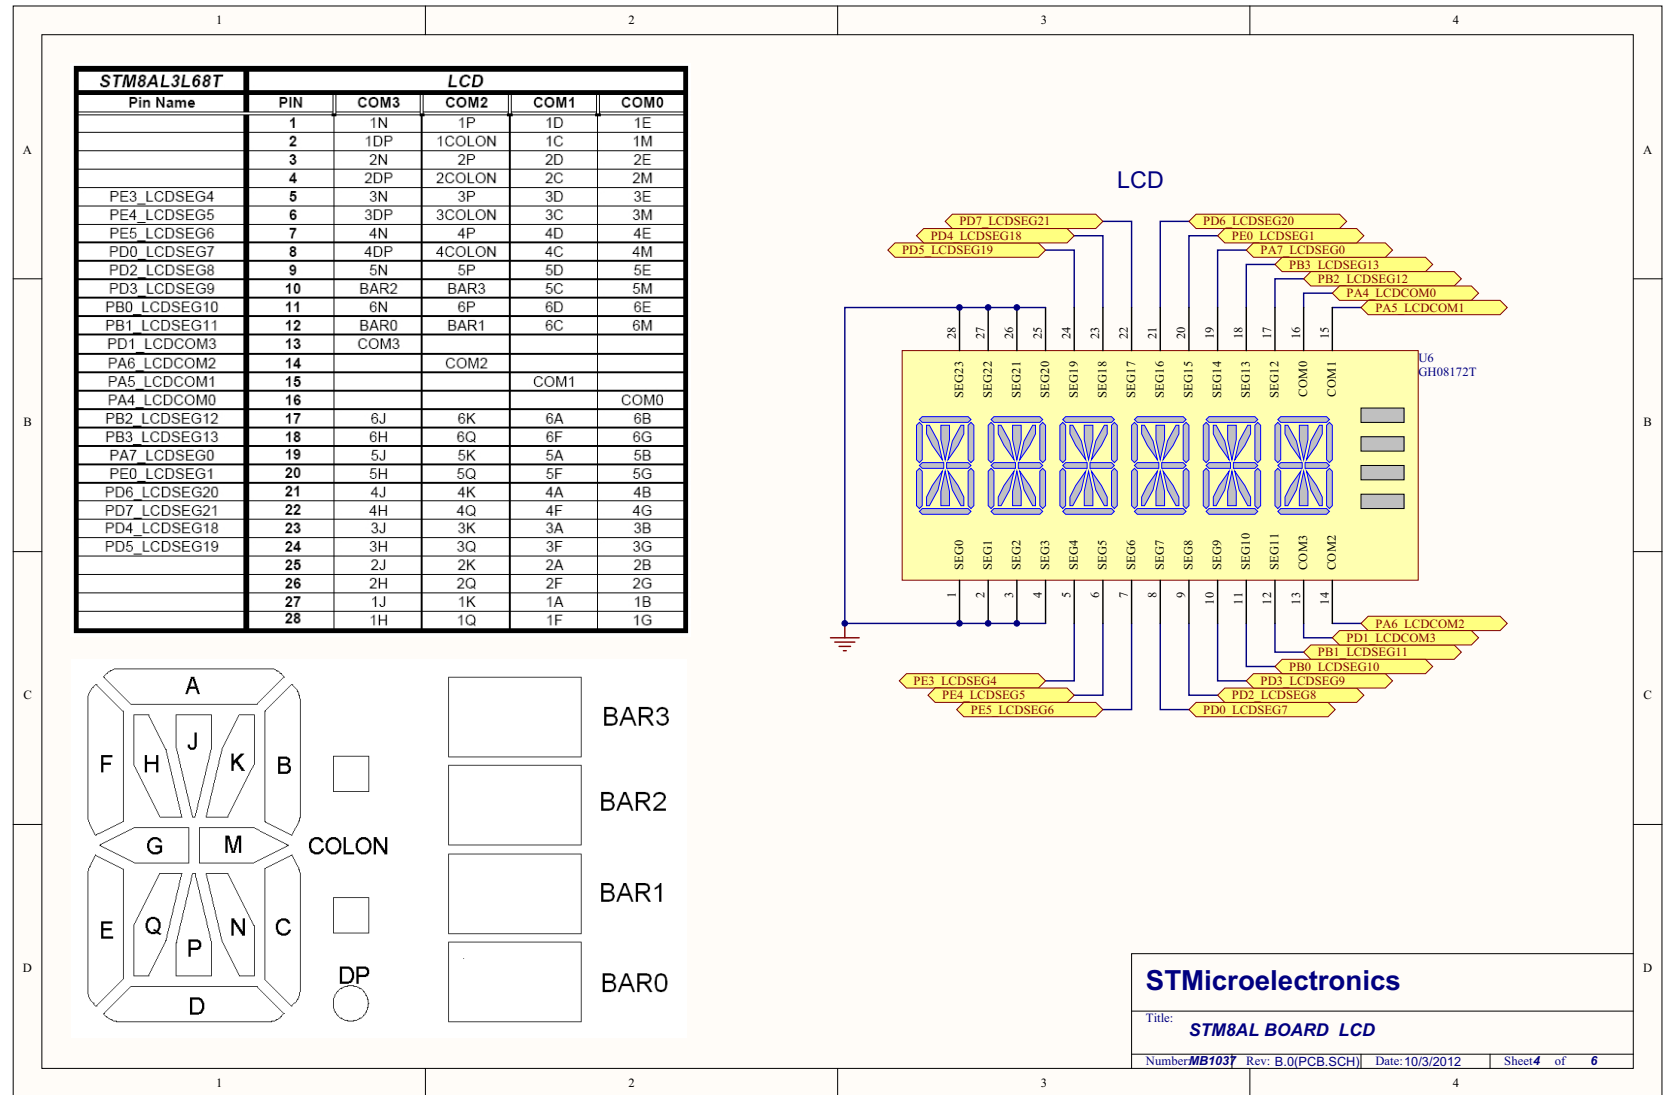 1 2 3 4
A
B
C
D
STM8AL3L68T LCD
Pin Name PIN COM3 COM2 COM1 COM0
1 1N 1P 1D 1E
2 1DP 1COLON 1C 1M
3 2N 2P 2D 2E
4 2DP 2COLON 2C 2M
PE3_LCDSEG4 5 3N 3P 3D 3E
PE4_LCDSEG5 6 3DP 3COLON 3C 3M
PE5_LCDSEG6 7 4N 4P 4D 4E
PD0_LCDSEG7 8 4DP 4COLON 4C 4M
PD2_LCDSEG8 9 5N 5P 5D 5E
PD3_LCDSEG9 10 BAR2 BAR3 5C 5M
PB0_LCDSEG10 11 6N 6P 6D 6E
PB1_LCDSEG11 12 BAR0 BAR1 6C 6M
PD1_LCDCOM3 13 COM3
PA6_LCDCOM2 14 COM2
PA5_LCDCOM1 15 COM1
PA4_LCDCOM0 16 COM0
PB2_LCDSEG12 17 6J 6K 6A 6B
PB3_LCDSEG13 18 6H 6Q 6F 6G
PA7_LCDSEG0 19 5J 5K 5A 5B
PE0_LCDSEG1 20 5H 5Q 5F 5G
PD6_LCDSEG20 21 4J 4K 4A 4B
PD7_LCDSEG21 22 4H 4Q 4F 4G
PD4_LCDSEG18 23 3J 3K 3A 3B
PD5_LCDSEG19 24 3H 3Q 3F 3G
25 2J 2K 2A 2B
26 2H 2Q 2F 2G
27 1J 1K 1A 1B
28 1H 1Q 1F 1G
A
F H J K B
G M
E Q P N C
D
COLON
DP
BAR3
BAR2
BAR1
BAR0
LCD
PD7_LCDSEG21
PD4_LCDSEG18
PD5_LCDSEG19
PD6_LCDSEG20
PE0_LCDSEG1
PA7_LCDSEG0
PB3_LCDSEG13
PB2_LCDSEG12
PA4_LCDCOM0
PA5_LCDCOM1
28 27 26 25 24 23 22 21 20 19 18 17 16 15
SEG23 SEG22 SEG21 SEG20 SEG19 SEG18 SEG17 SEG16 SEG15 SEG14 SEG13 SEG12 COM0 COM1
U6
GH08172T
SEG0 SEG1 SEG2 SEG3 SEG4 SEG5 SEG6 SEG7 SEG8 SEG9 SEG10 SEG11 COM3 COM2
1 2 3 4 5 6 7 8 9 10 11 12 13 14
PA6_LCDCOM2
PD1_LCDCOM3
PB1_LCDSEG11
PB0_LCDSEG10
PD3_LCDSEG9
PD2_LCDSEG8
PD0_LCDSEG7
PE3_LCDSEG4
PE4_LCDSEG5
PE5_LCDSEG6
A
B
C
D
STMicroelectronics
Title:
STM8AL BOARD LCD
Number:MB1037 Rev: B.0(PCB.SCH) Date:10/3/2012 Sheet4 of 6
1 2 3 4